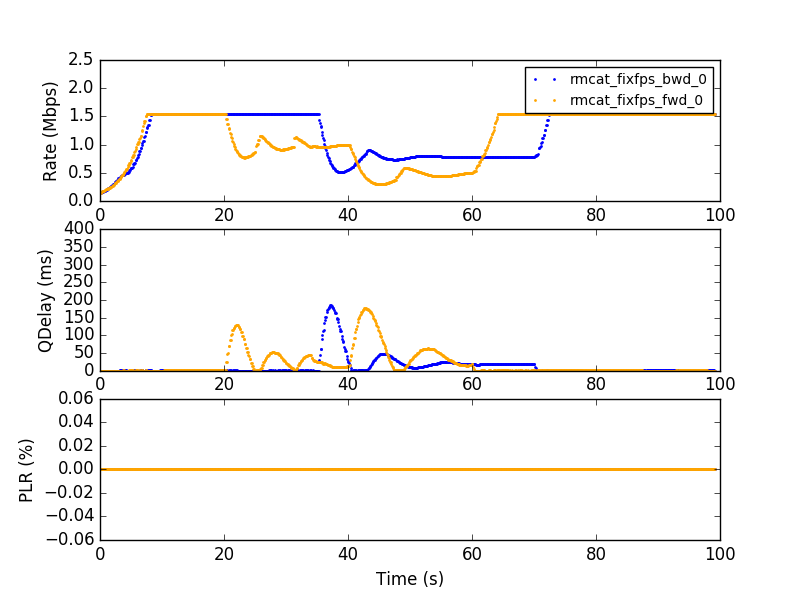 2.5
2.0
1.5
1.0
0.5
0.0
Rate (Mbps)
rmcat_fixfps_bwd_0
rmcat_fixfps_fwd_0
0 20 40 60 80 100
400
350
300
250
200
150
100
50
0
QDelay (ms)
0 20 40 60 80 100
0.06
0.04
0.02
0.00
−0.02
−0.04
−0.06
PLR (%)
0 20 40 60 80 100
Time (s)